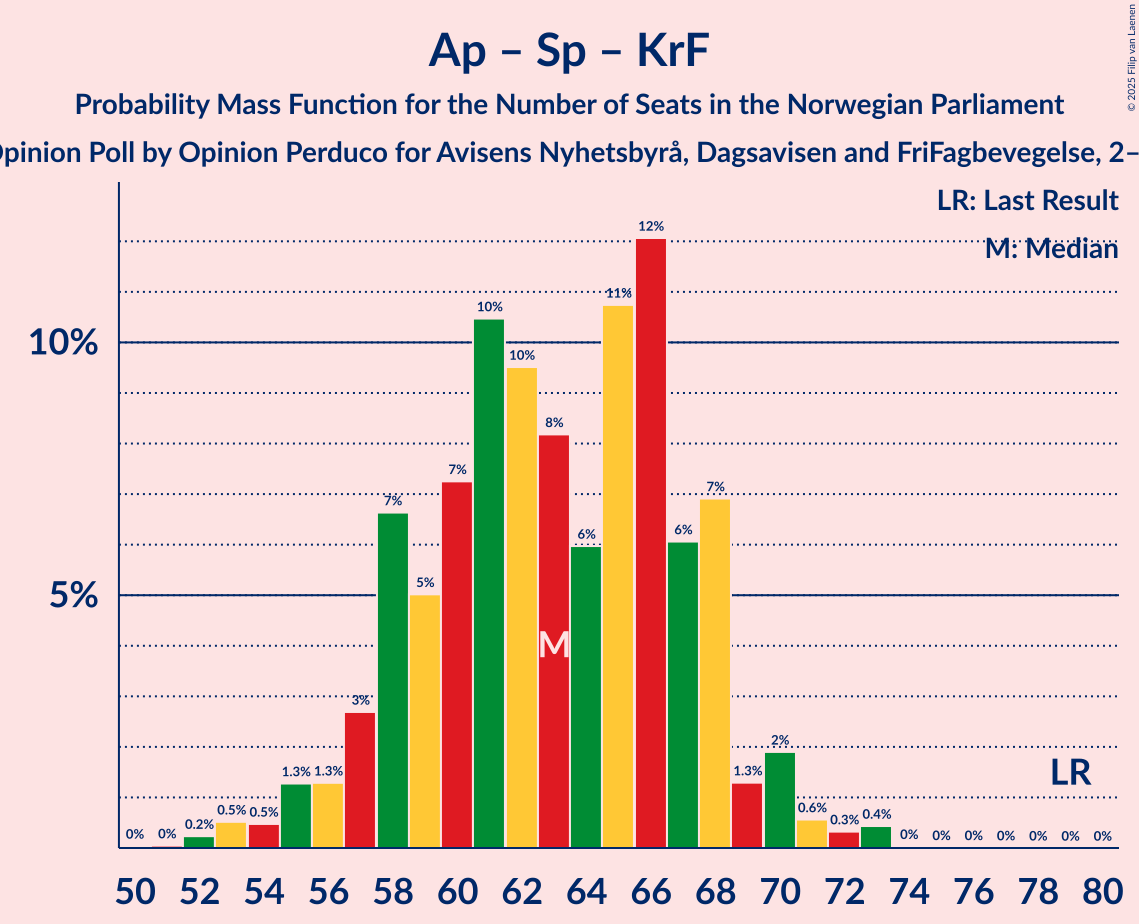 Ap – Sp – KrF
Probability Mass Function for the Number of Seats in the Norwegian Parliament
Opinion Poll by Opinion Perduco for Avisens Nyhetsbyrå, Dagsavisen and FriFagbevegelse, 2–
© 2025 Filip van Laenen
LR: Last Result
M: Median
10%
5%
0% 0% 0.2% 0.5% 0.5% 1.3% 1.3% 3% 7% 5% 7% 10% 10% 8% 6% 11% 12% 6% 7% 1.3% 2% 0.6% 0.3% 0.4% 0% 0% 0% 0% 0% 0% 0%
M
LR
50 52 54 56 58 60 62 64 66 68 70 72 74 76 78 80